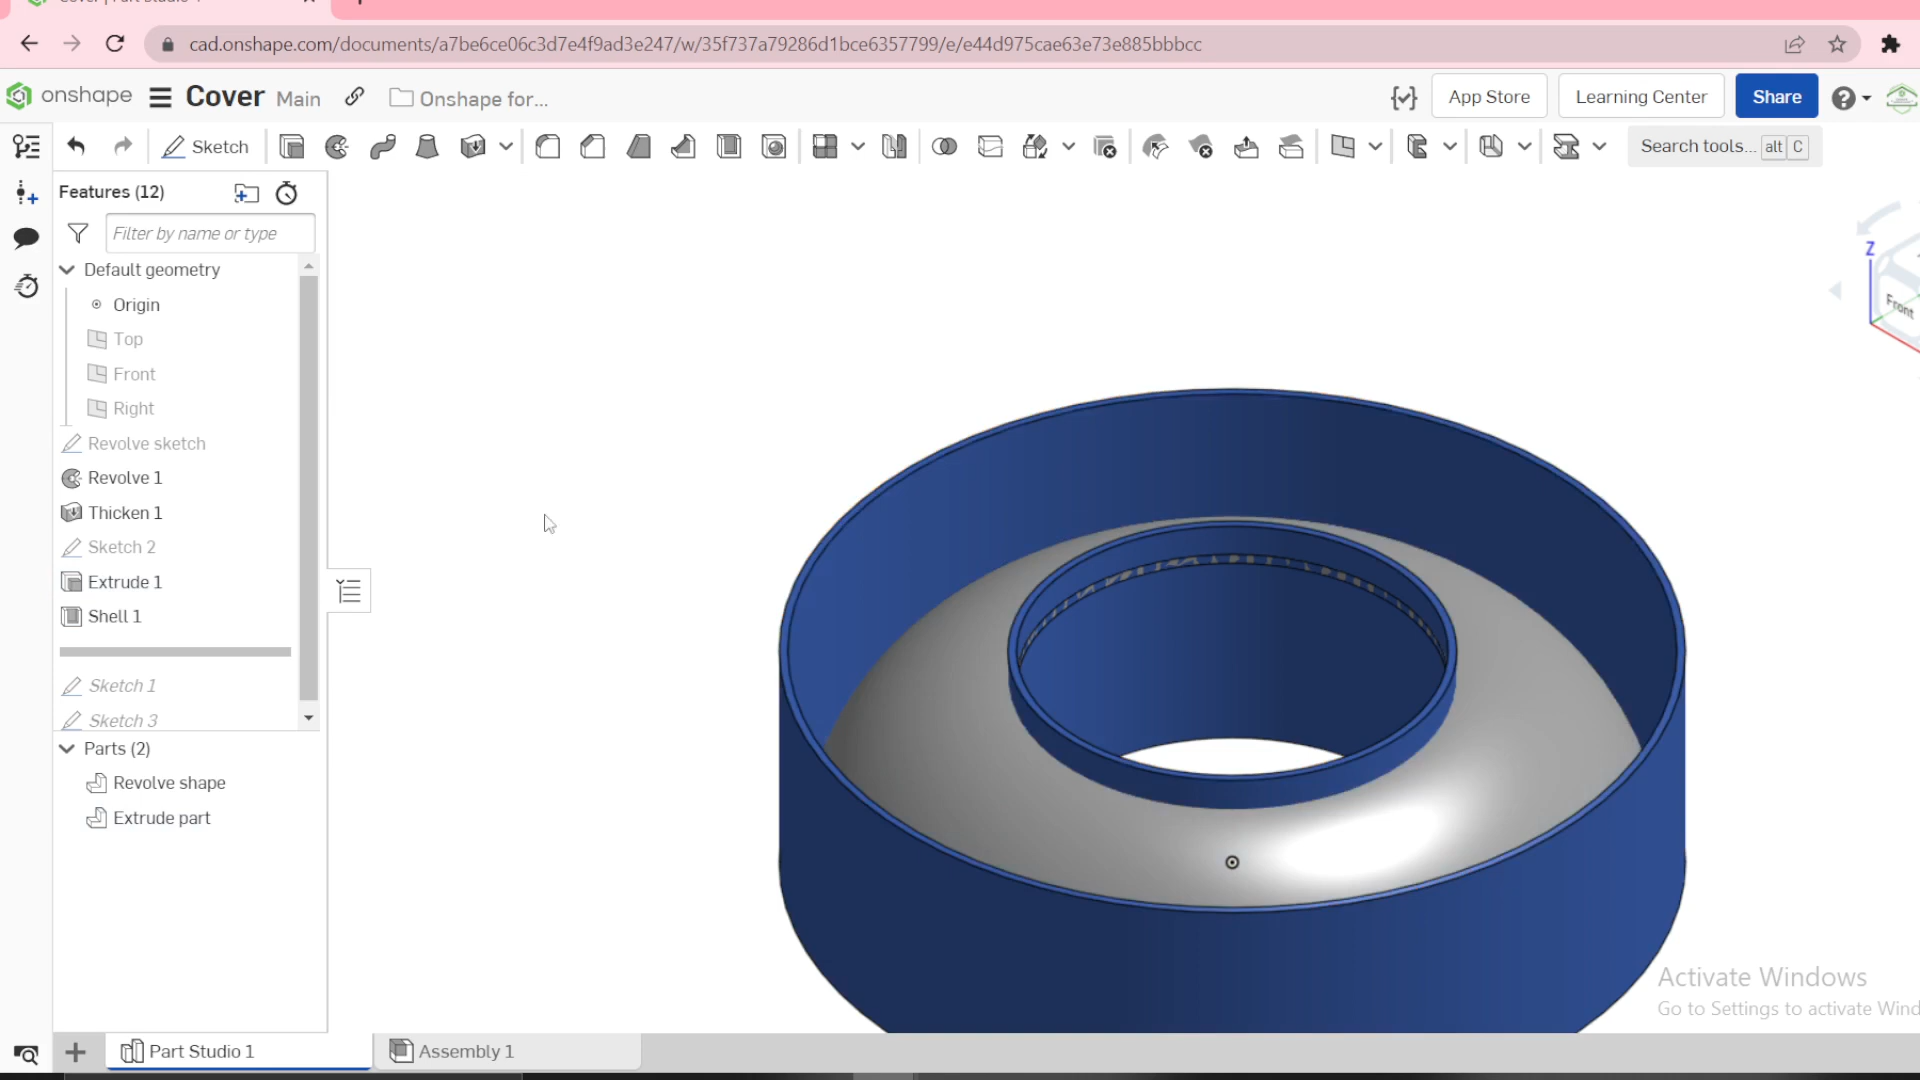 cad.onshape.com/documents/a7be6ce06c3d7e4f9ad3e247/w/35f737a79286d1bce6357799/e/e44d975cae63e73e885bbbcc
onshape Cover Main Onshape for... App Store Learning Center Share
Sketch Search tools... alt C
Features (12)
Filter by name or type
Default geometry
Origin
Top
Front
Right
Revolve sketch
Revolve 1
Thicken 1
Sketch 2
Extrude 1
Shell 1
Sketch 1
Sketch 3
Parts (2)
Revolve shape
Extrude part
Z
Front
Activate Windows
Go to Settings to activate Wind
Part Studio 1 Assembly 1